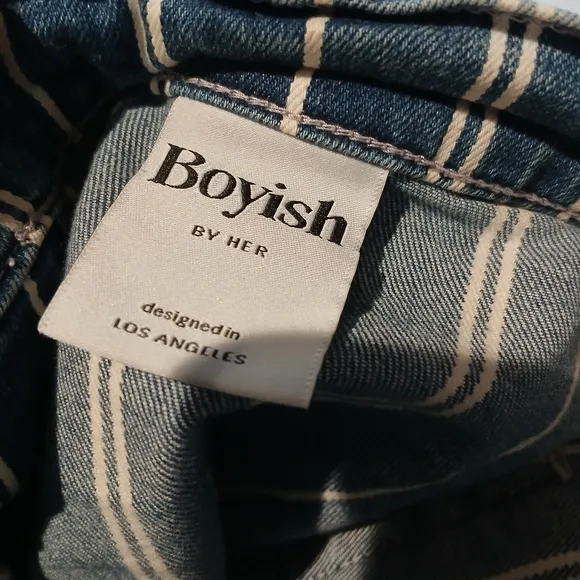 Boyish
BY HER
designed in
LOS ANGELES